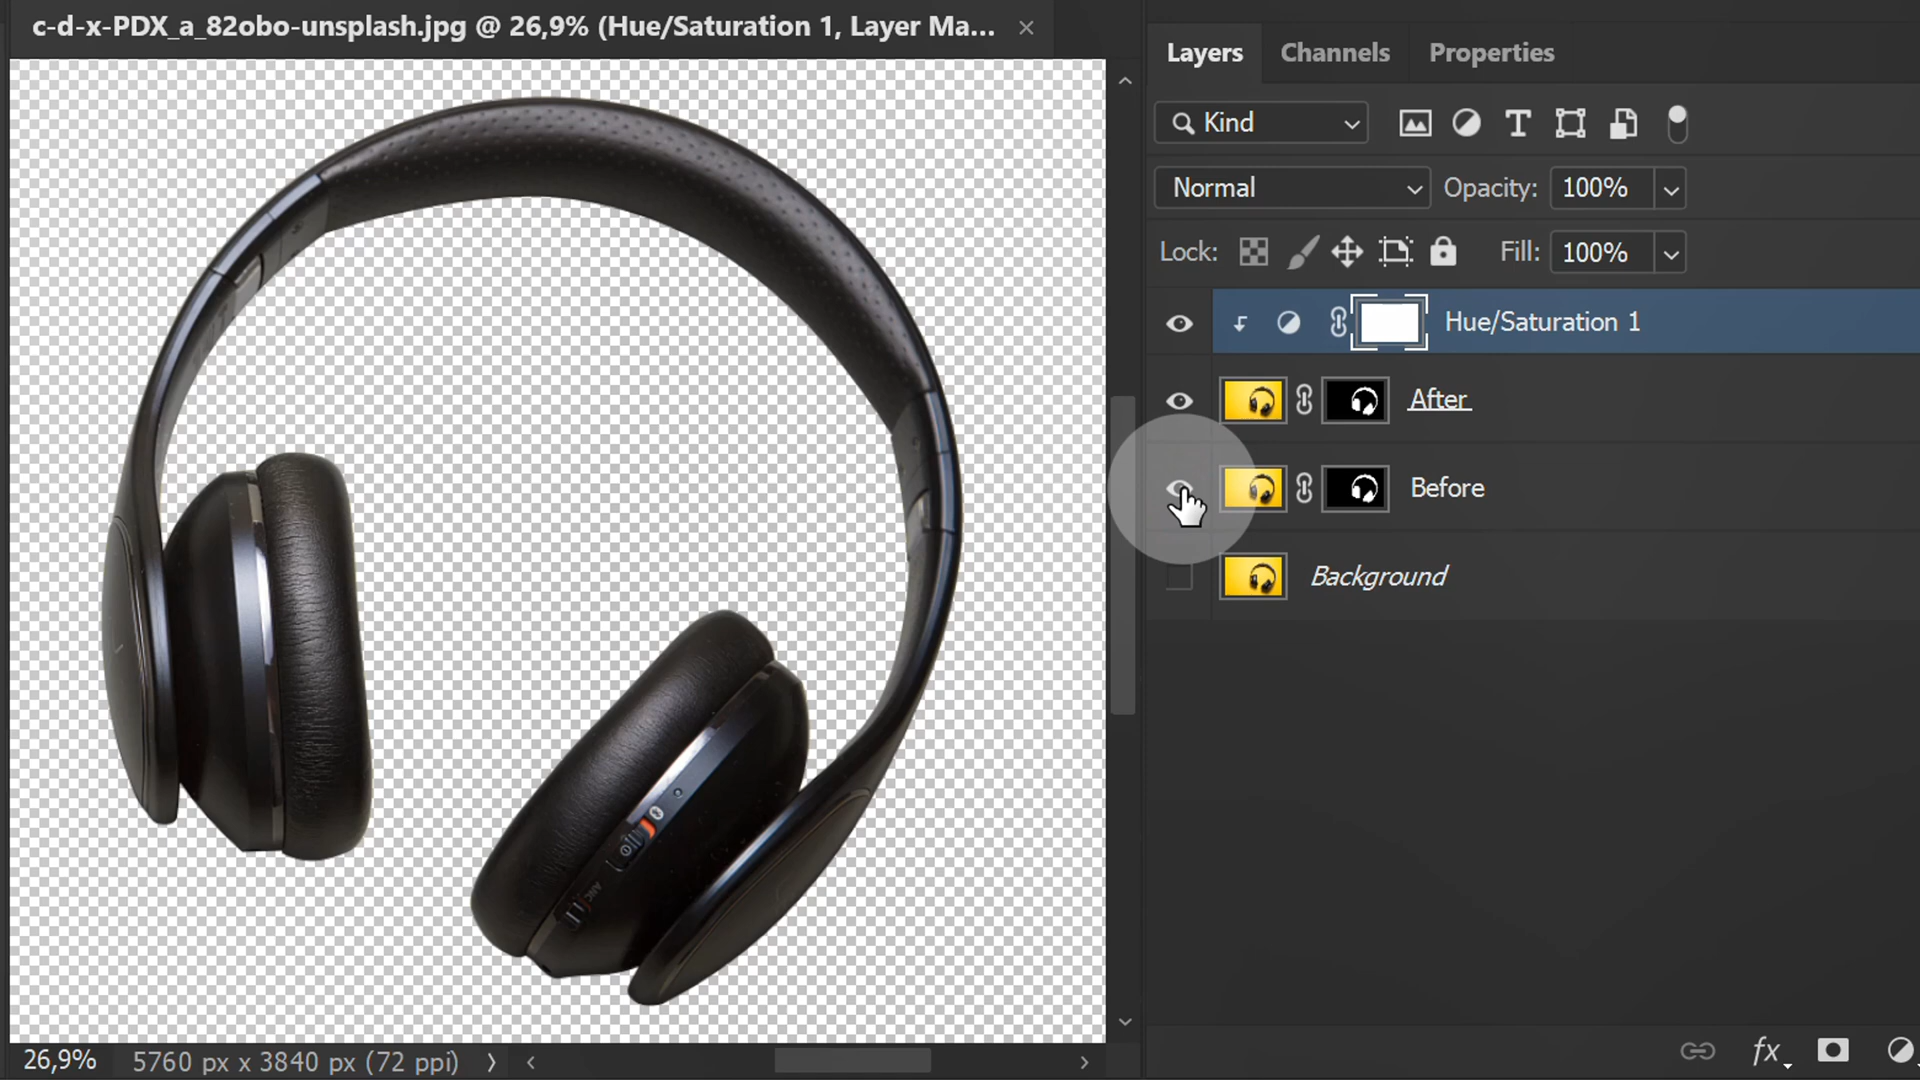 c-d-x-PDX_a_82obo-unsplash.jpg @ 26,9% (Hue/Saturation 1, Layer Ma...
Layers Channels Properties
Kind
Normal Opacity: 100%
Lock: Fill: 100%
Hue/Saturation 1
After
Before
Background
ANC
26,9% 5760 px x 3840 px (72 ppi)
fx